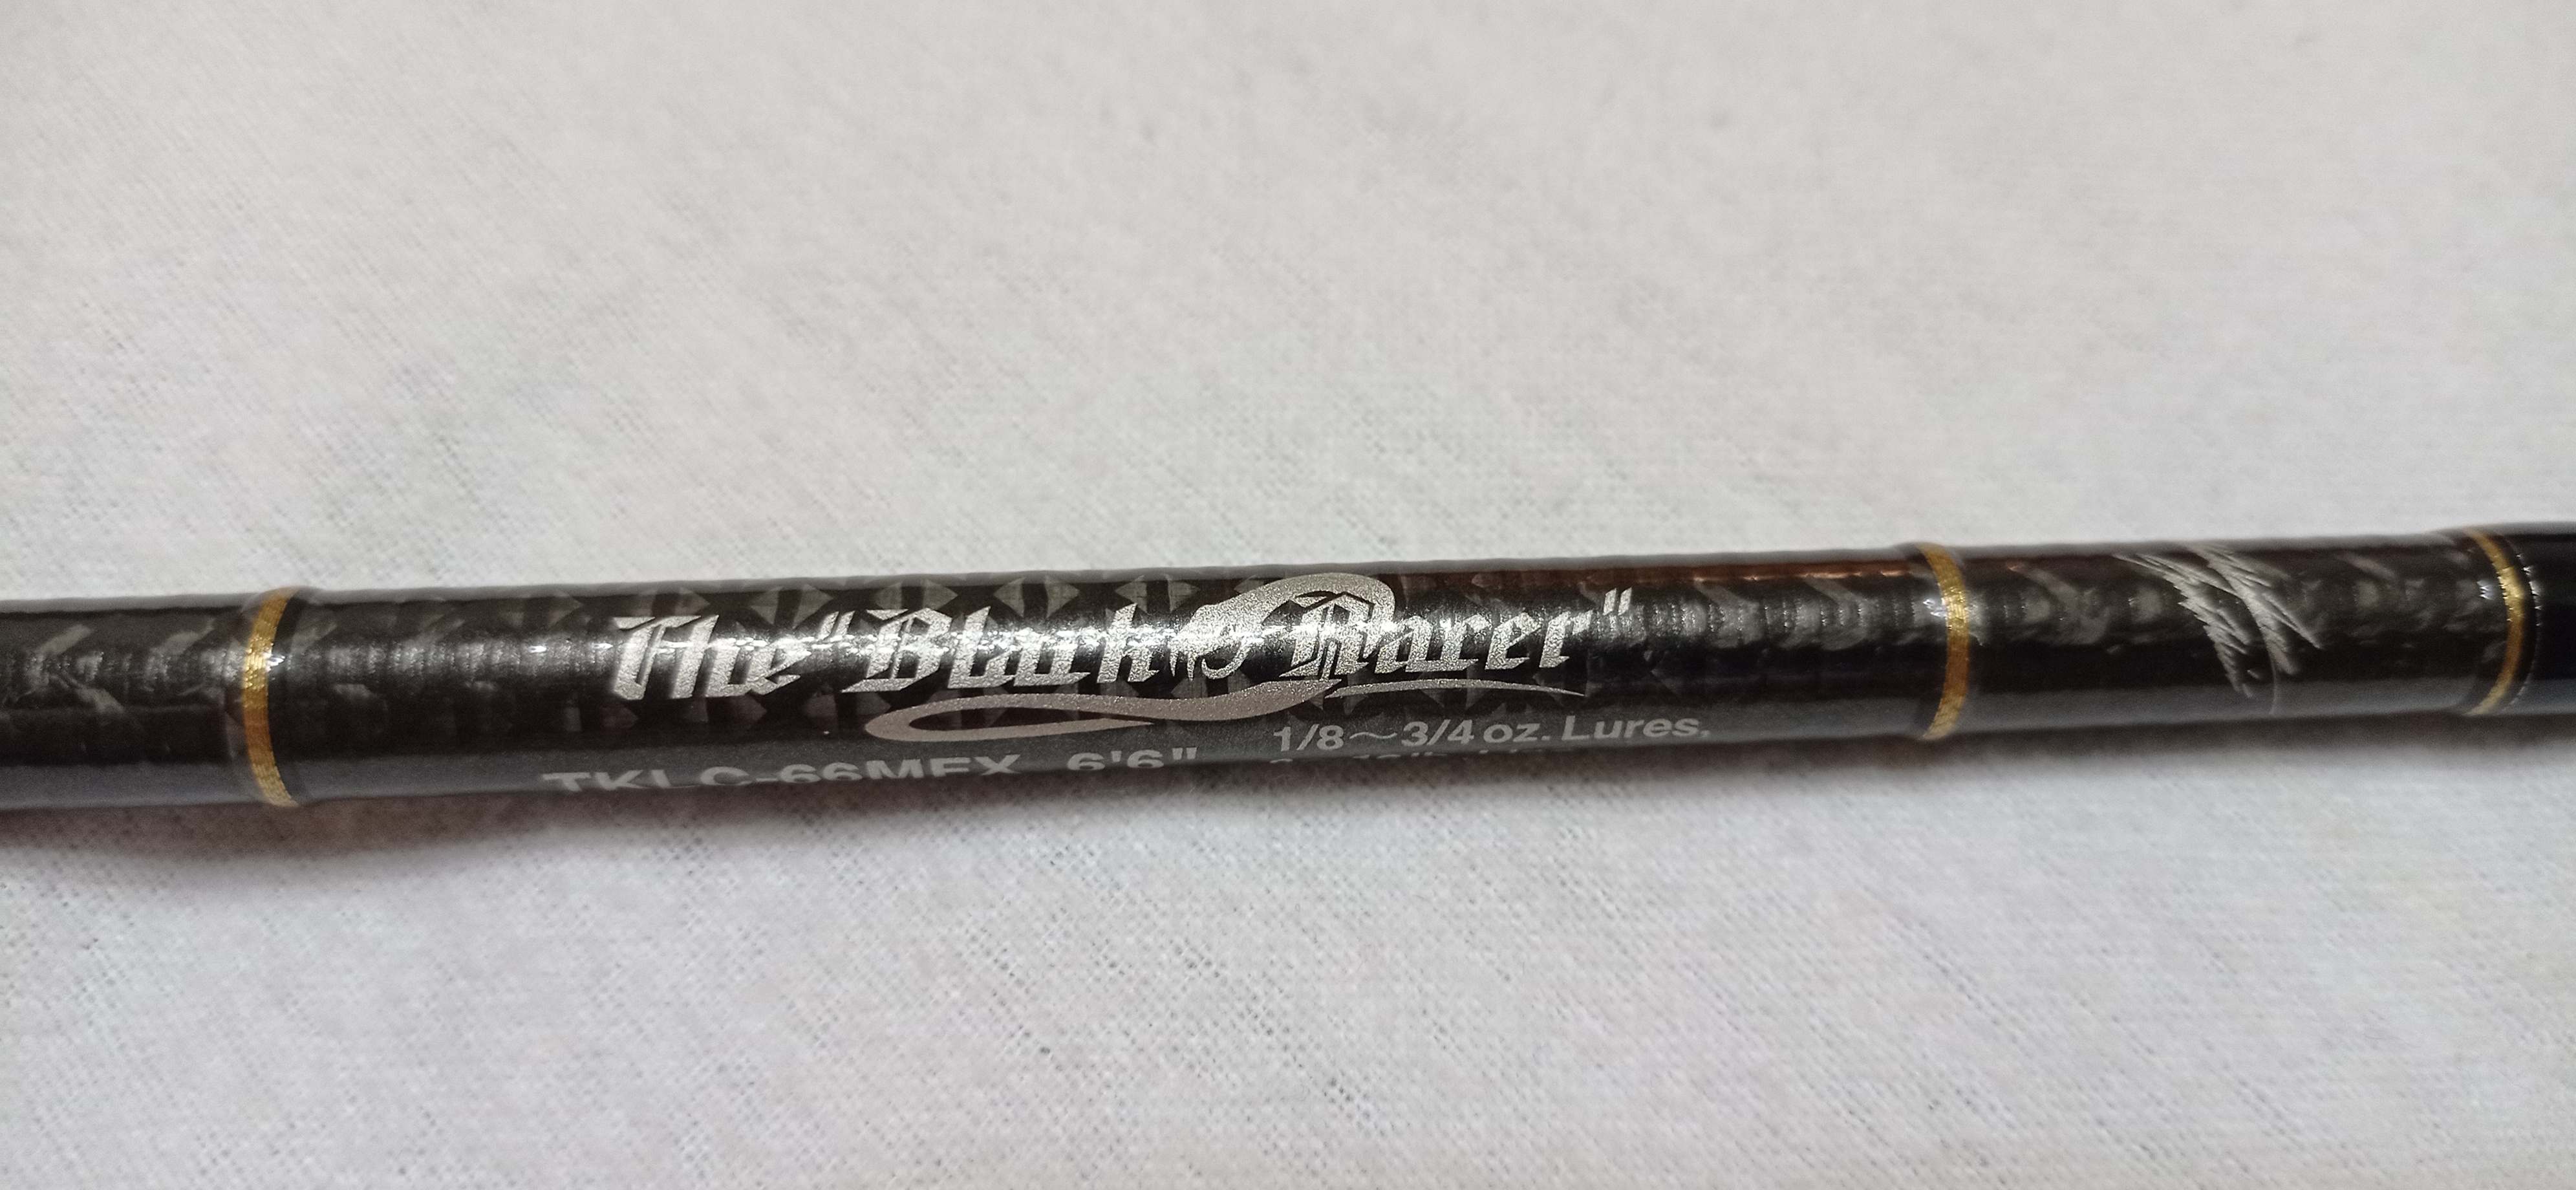 The "Black Racer"
TKLC-66MFX 6'6" 1/8～3/4 oz. Lures,